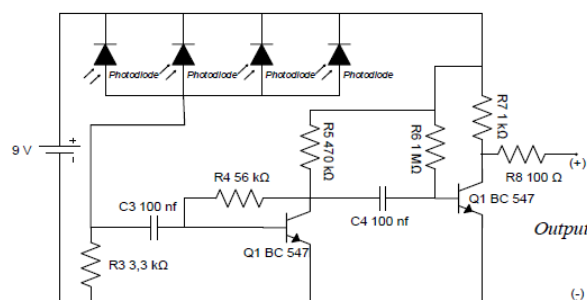 Photodiode Photodiode Photodiode Photodiode
9 V
+
-
R5 470 kΩ
R6 1 MΩ
R7 1 kΩ
R8 100 Ω
(+)
R4 56 kΩ
C3 100 nf
C4 100 nf
Q1 BC 547
Q1 BC 547
Output
R3 3,3 kΩ
(-)